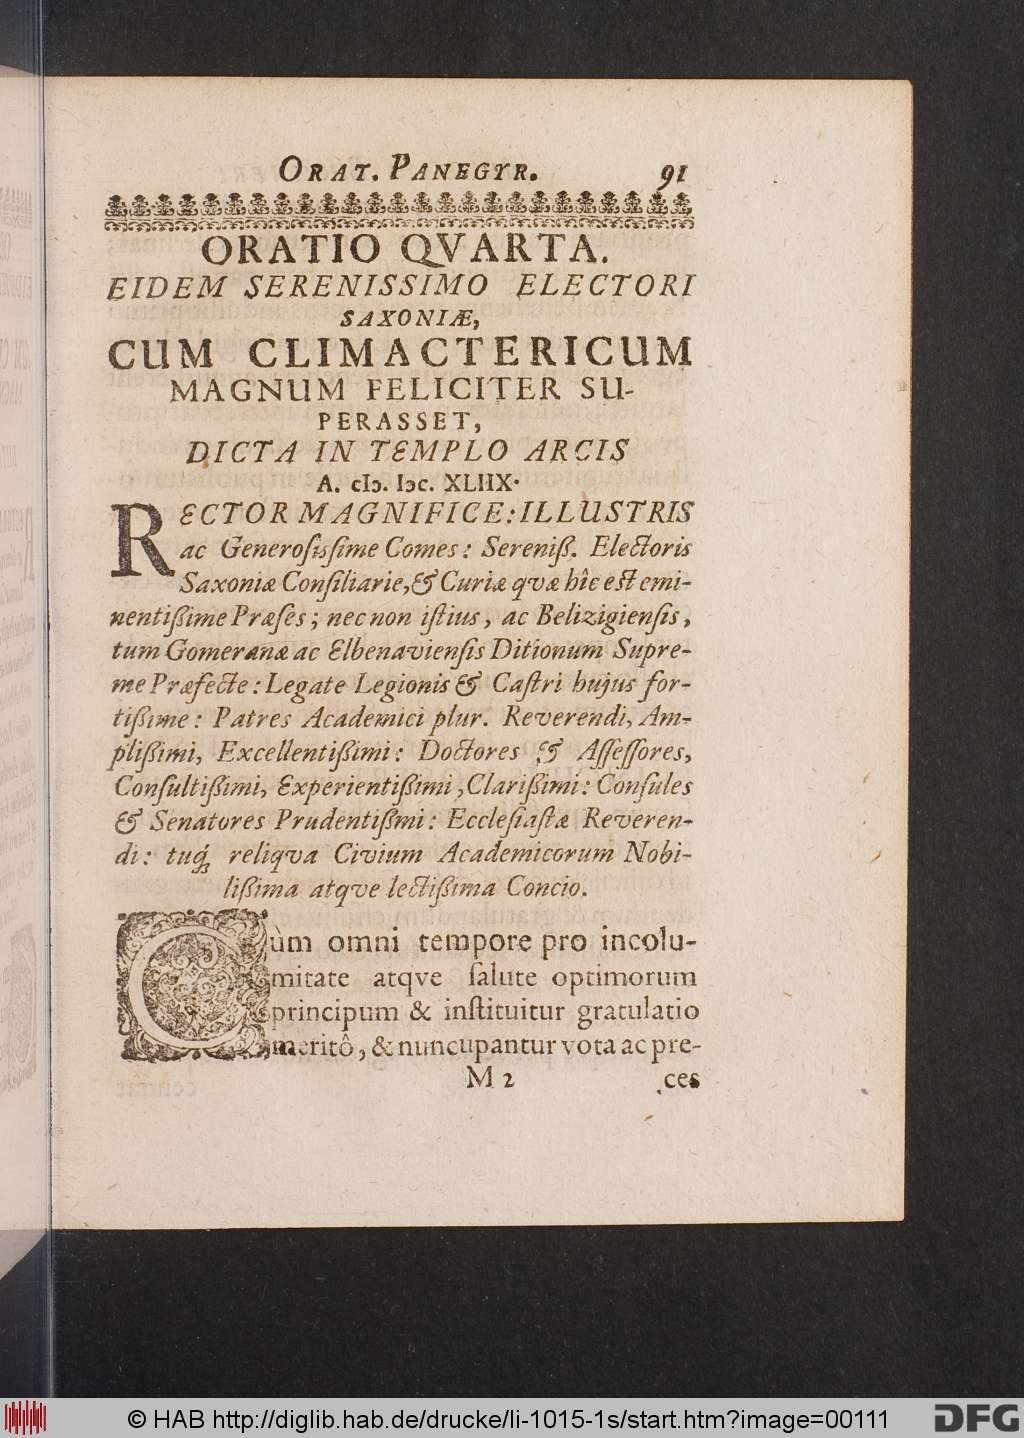 ORAT. PANEGYR. 91
ORATIO QVARTA.
EIDEM SERENISSIMO ELECTORI
SAXONIÆ,
CUM CLIMACTERICUM
MAGNUM FELICITER SU-
PERASSET,
DICTA IN TEMPLO ARCIS
A. cIↄ. Iↄc. XLIIX.
RECTOR MAGNIFICE: ILLUSTRIS
ac Generoſisſime Comes: Sereniß. Electoris
Saxoniæ Conſiliarie, & Curiæ qvæ hîc est emi-
nentißime Præſes; nec non iſtius, ac Belizigienſis,
tum Gomeranæ ac Elbenavienſis Ditionum Supre-
me Præfecte: Legate Legionis & Caſtri hujus for-
tißime: Patres Academici plur. Reverendi, Am-
plißimi, Excellentißimi: Doctores & Aſſeſſores,
Conſultißimi, Experientißimi, Clarißimi: Conſules
& Senatores Prudentißmi: Eccleſiaſtæ Reveren-
di: tuq́; reliqva Civium Academicorum Nobi-
lißima atqve lectißima Concio.
Cùm omni tempore pro incolu-
mitate atqve ſalute optimorum
principum & inſtituitur gratulatio
meritô, & nuncupantur vota ac pre-
M 2 ces
© HAB http://diglib.hab.de/drucke/li-1015-1s/start.htm?image=00111
DFG